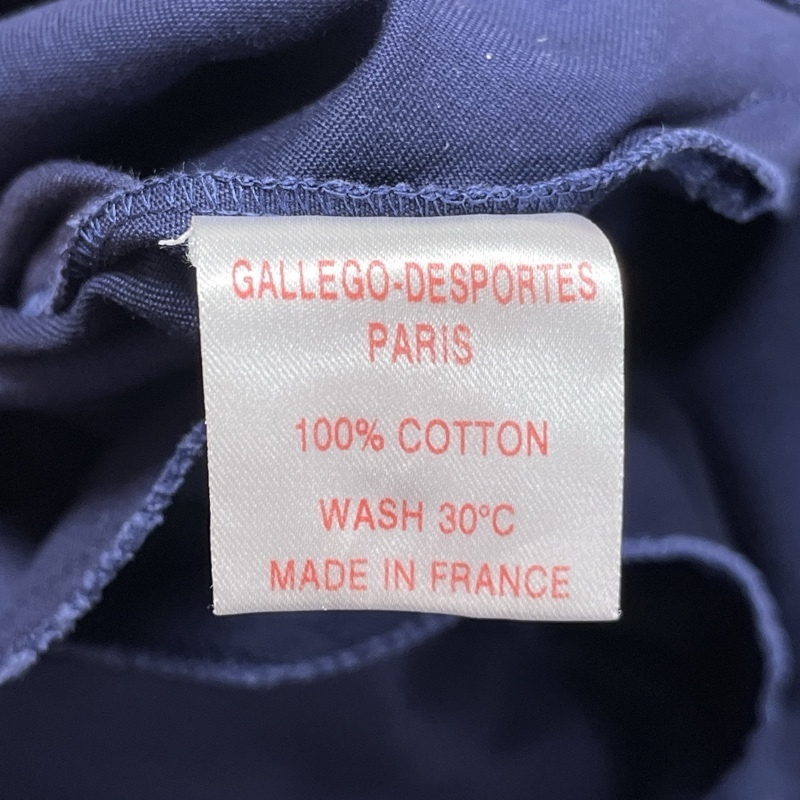 GALLEGO-DESPORTES
PARIS
100% COTTON
WASH 30°C
MADE IN FRANCE